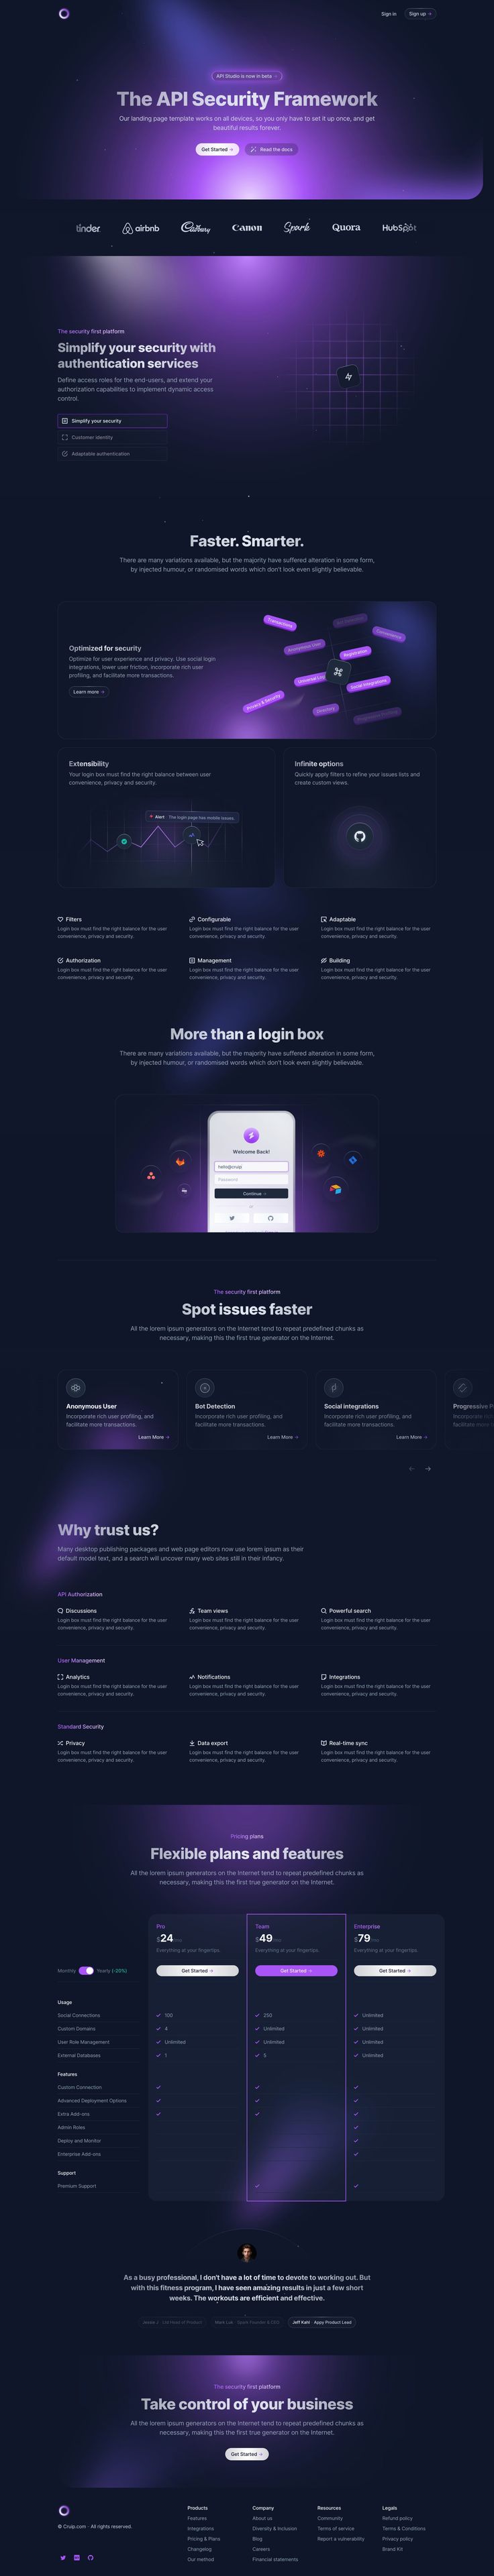 Sign in
Sign up ->
API Studio is now in beta ->
The API Security Framework
Our landing page template works on all devices, so you only have to set it up once, and get
beautiful results forever.
Get Started ->
Read the docs
tinder
airbnb
Cadbury
Canon
Spark
Quora
HubSpot
The security first platform
Simplify your security with
authentication services
Define access roles for the end-users, and extend your
authorization capabilities to implement dynamic access
control.
Simplify your security
Customer identity
Adaptable authentication
Faster. Smarter.
There are many variations available, but the majority have suffered alteration in some form,
by injected humour, or randomised words which don't look even slightly believable.
Optimized for security
Optimize for user experience and privacy. Use social login
integrations, lower user friction, incorporate rich user
profiling, and facilitate more transactions.
Learn more ->
Transactions
Registration
Universal Login
Social Integrations
Privacy & Security
Directory
Extensibility
Your login box must find the right balance between user
convenience, privacy and security.
Alert The login page has mobile issues.
Infinite options
Quickly apply filters to refine your issues lists and
create custom views.
Filters
Login box must find the right balance for the user
convenience, privacy and security.
Configurable
Login box must find the right balance for the user
convenience, privacy and security.
Adaptable
Login box must find the right balance for the user
convenience, privacy and security.
Authorization
Login box must find the right balance for the user
convenience, privacy and security.
Management
Login box must find the right balance for the user
convenience, privacy and security.
Building
Login box must find the right balance for the user
convenience, privacy and security.
More than a login box
There are many variations available, but the majority have suffered alteration in some form,
by injected humour, or randomised words which don't look even slightly believable.
Welcome Back!
hello@cruip
Password
Continue ->
The security first platform
Spot issues faster
All the lorem ipsum generators on the Internet tend to repeat predefined chunks as
necessary, making this the first true generator on the Internet.
Anonymous User
Incorporate rich user profiling, and
facilitate more transactions.
Learn More ->
Bot Detection
Incorporate rich user profiling, and
facilitate more transactions.
Learn More ->
Social integrations
Incorporate rich user profiling, and
facilitate more transactions.
Learn More ->
Progressive P
Incorporate rich
facilitate more
Why trust us?
Many desktop publishing packages and web page editors now use lorem ipsum as their
default model text, and a search will uncover many web sites still in their infancy.
API Authorization
Discussions
Login box must find the right balance for the user
convenience, privacy and security.
Team views
Login box must find the right balance for the user
convenience, privacy and security.
Powerful search
Login box must find the right balance for the user
convenience, privacy and security.
User Management
Analytics
Login box must find the right balance for the user
convenience, privacy and security.
Notifications
Login box must find the right balance for the user
convenience, privacy and security.
Integrations
Login box must find the right balance for the user
convenience, privacy and security.
Standard Security
Privacy
Login box must find the right balance for the user
convenience, privacy and security.
Data export
Login box must find the right balance for the user
convenience, privacy and security.
Real-time sync
Login box must find the right balance for the user
convenience, privacy and security.
Pricing plans
Flexible plans and features
All the lorem ipsum generators on the Internet tend to repeat predefined chunks as
necessary, making this the first true generator on the Internet.
Monthly Yearly (-20%)
Pro
$24/mo
Everything at your fingertips.
Get Started ->
Team
$49/mo
Everything at your fingertips.
Get Started ->
Enterprise
$79/mo
Everything at your fingertips.
Get Started ->
Usage
Social Connections 100 250 Unlimited
Custom Domains 4 Unlimited Unlimited
User Role Management Unlimited Unlimited Unlimited
External Databases 1 5 Unlimited
Features
Custom Connection
Advanced Deployment Options
Extra Add-ons
Admin Roles
Deploy and Monitor
Enterprise Add-ons
Support
Premium Support
As a busy professional, I don't have a lot of time to devote to working out. But
with this fitness program, I have seen amazing results in just a few short
weeks. The workouts are efficient and effective.
Mark Luk - Spark Founder & CEO
Jeff Kahl - Appy Product Lead
The security first platform
Take control of your business
All the lorem ipsum generators on the Internet tend to repeat predefined chunks as
necessary, making this the first true generator on the Internet.
Get Started ->
© Cruip.com - All rights reserved.
Products
Features
Integrations
Pricing & Plans
Changelog
Our method
Company
About us
Diversity & Inclusion
Blog
Careers
Financial statements
Resources
Community
Terms of service
Report a vulnerability
Legals
Refund policy
Terms & Conditions
Privacy policy
Brand Kit